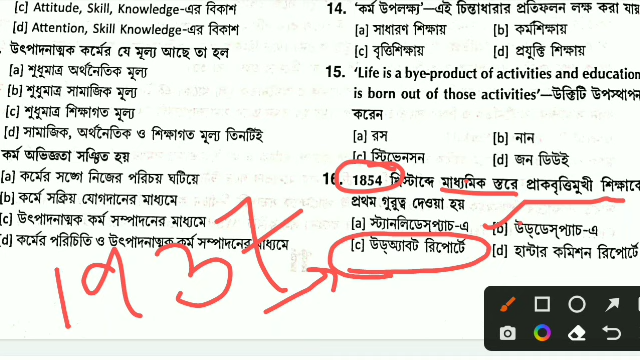 [c] Attitude, Skill, Knowledge-এর বিকাশ
[d] Attention, Skill, Knowledge-এর বিকাশ
উৎপাদনাত্মক কর্মের যে মূল্য আছে তা হল
[a] শুধুমাত্র অর্থনৈতিক মূল্য
[b] শুধুমাত্র সামাজিক মূল্য
[c] শুধুমাত্র শিক্ষাগত মূল্য
[d] সামাজিক, অর্থনৈতিক ও শিক্ষাগত মূল্য তিনটিই
কর্ম অভিজ্ঞতা সঞ্চিত হয়
[a] কর্মের সঙ্গে নিজের পরিচয় ঘটিয়ে
[b] কর্মে সক্রিয় যোগদানের মাধ্যমে
[c] উৎপাদনাত্মক কর্ম সম্পাদনের মাধ্যমে
[d] কর্মের পরিচিতি ও উৎপাদনাত্মক কর্ম সম্পাদনের মাধ্যমে
14. 'কর্ম উপলক্ষ্য'—এই চিন্তাধারার প্রতিফলন লক্ষ করা যায়
[a] সাধারণ শিক্ষায় [b] কর্মশিক্ষায়
[c] বৃত্তিশিক্ষায় [d] প্রযুক্তি শিক্ষায়
15. 'Life is a bye-product of activities and education
is born out of those activities'—উক্তিটি উপস্থাপন
করেন
[a] রস [b] নান
[c] স্টিভেনসন [d] জন ডিউই
16. 1854 খ্রিস্টাব্দে মাধ্যমিক স্তরে প্রাকবৃত্তিমুখী শিক্ষাকে
প্রথম গুরুত্ব দেওয়া হয়
[a] স্ট্যানলিডেস্‌প্যাচ-এ [b] উড্‌ডেস্‌প্যাচ-এ
[c] উড্‌অ্যাবট রিপোর্টে [d] হান্টার কমিশন রিপোর্টে